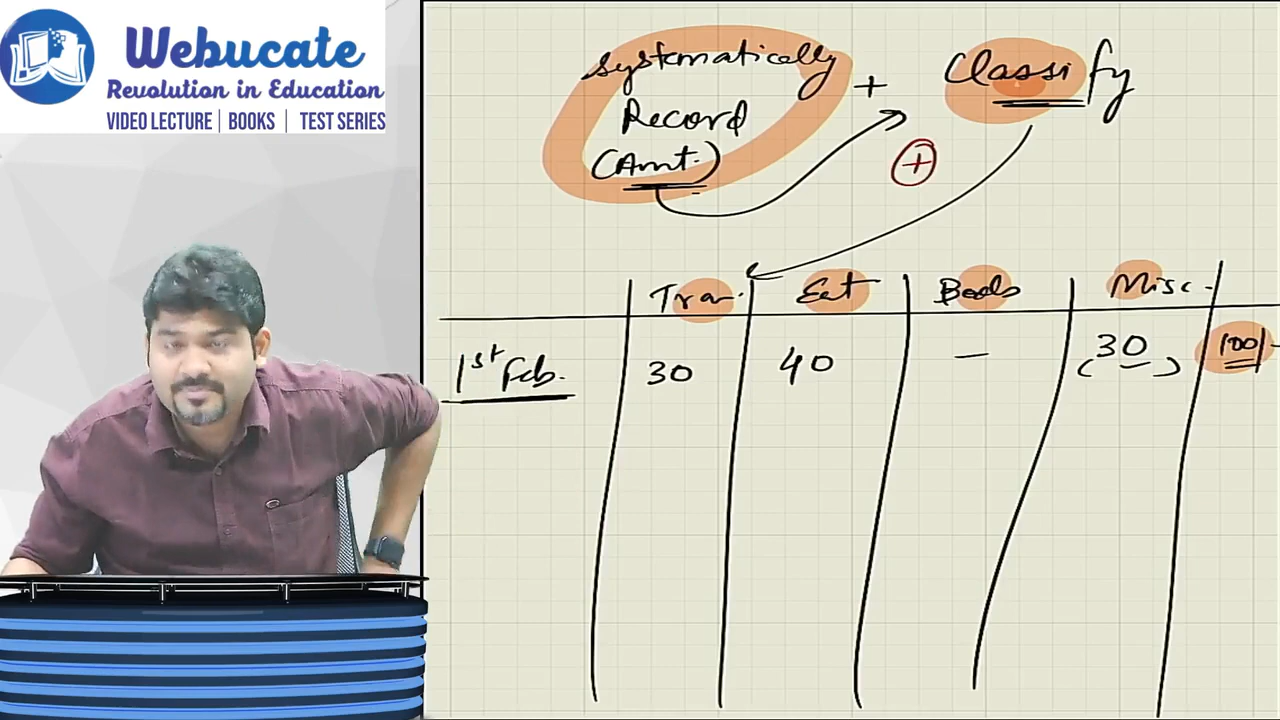 Webucate
Revolution in Education
VIDEO LECTURE | BOOKS | TEST SERIES
Systematically + Classify
Record
(Amt.)
+
Tran. Eat Books Misc.
1st Feb. 30 40 — (30) 100/-